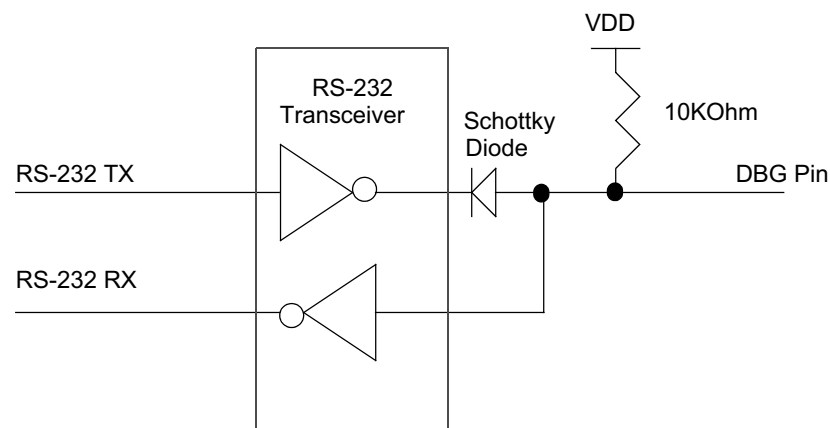 VDD
RS-232
Transceiver
Schottky
Diode
10KOhm
RS-232 TX
DBG Pin
RS-232 RX